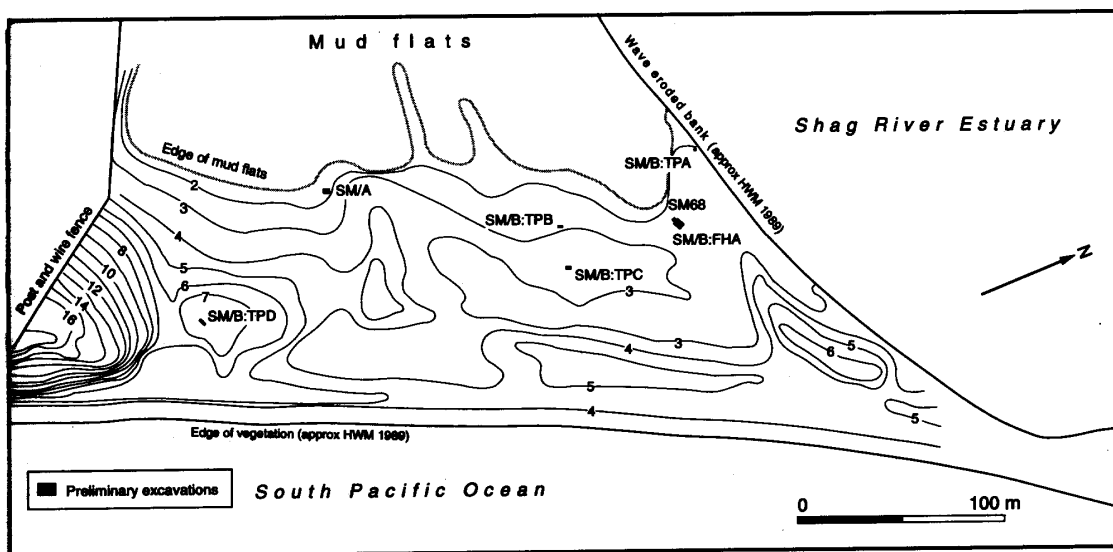 Mud flats
Wave eroded bank (approx HWM 1989)
Shag River Estuary
Edge of mud flats
SM/B:TPA
2
SM/A
SM68
3
SM/B:TPB
SM/B:FHA
4
Post and wire fence
8
5
SM/B:TPC
N
10
6
12
7
3
14
SM/B:TPD
16
3
5
4
6
5
4
5
Edge of vegetation (approx HWM 1989)
Preliminary excavations
South Pacific Ocean
0 100 m